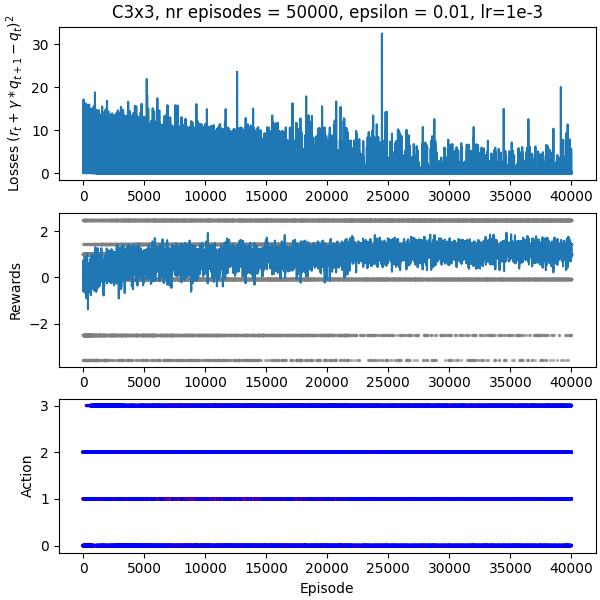 C3x3, nr episodes = 50000, epsilon = 0.01, lr=1e-3
Losses (r_t + γ * q_{t+1} − q_t)^2
30
20
10
0
0 5000 10000 15000 20000 25000 30000 35000 40000
Rewards
2
0
−2
0 5000 10000 15000 20000 25000 30000 35000 40000
Action
3
2
1
0
0 5000 10000 15000 20000 25000 30000 35000 40000
Episode